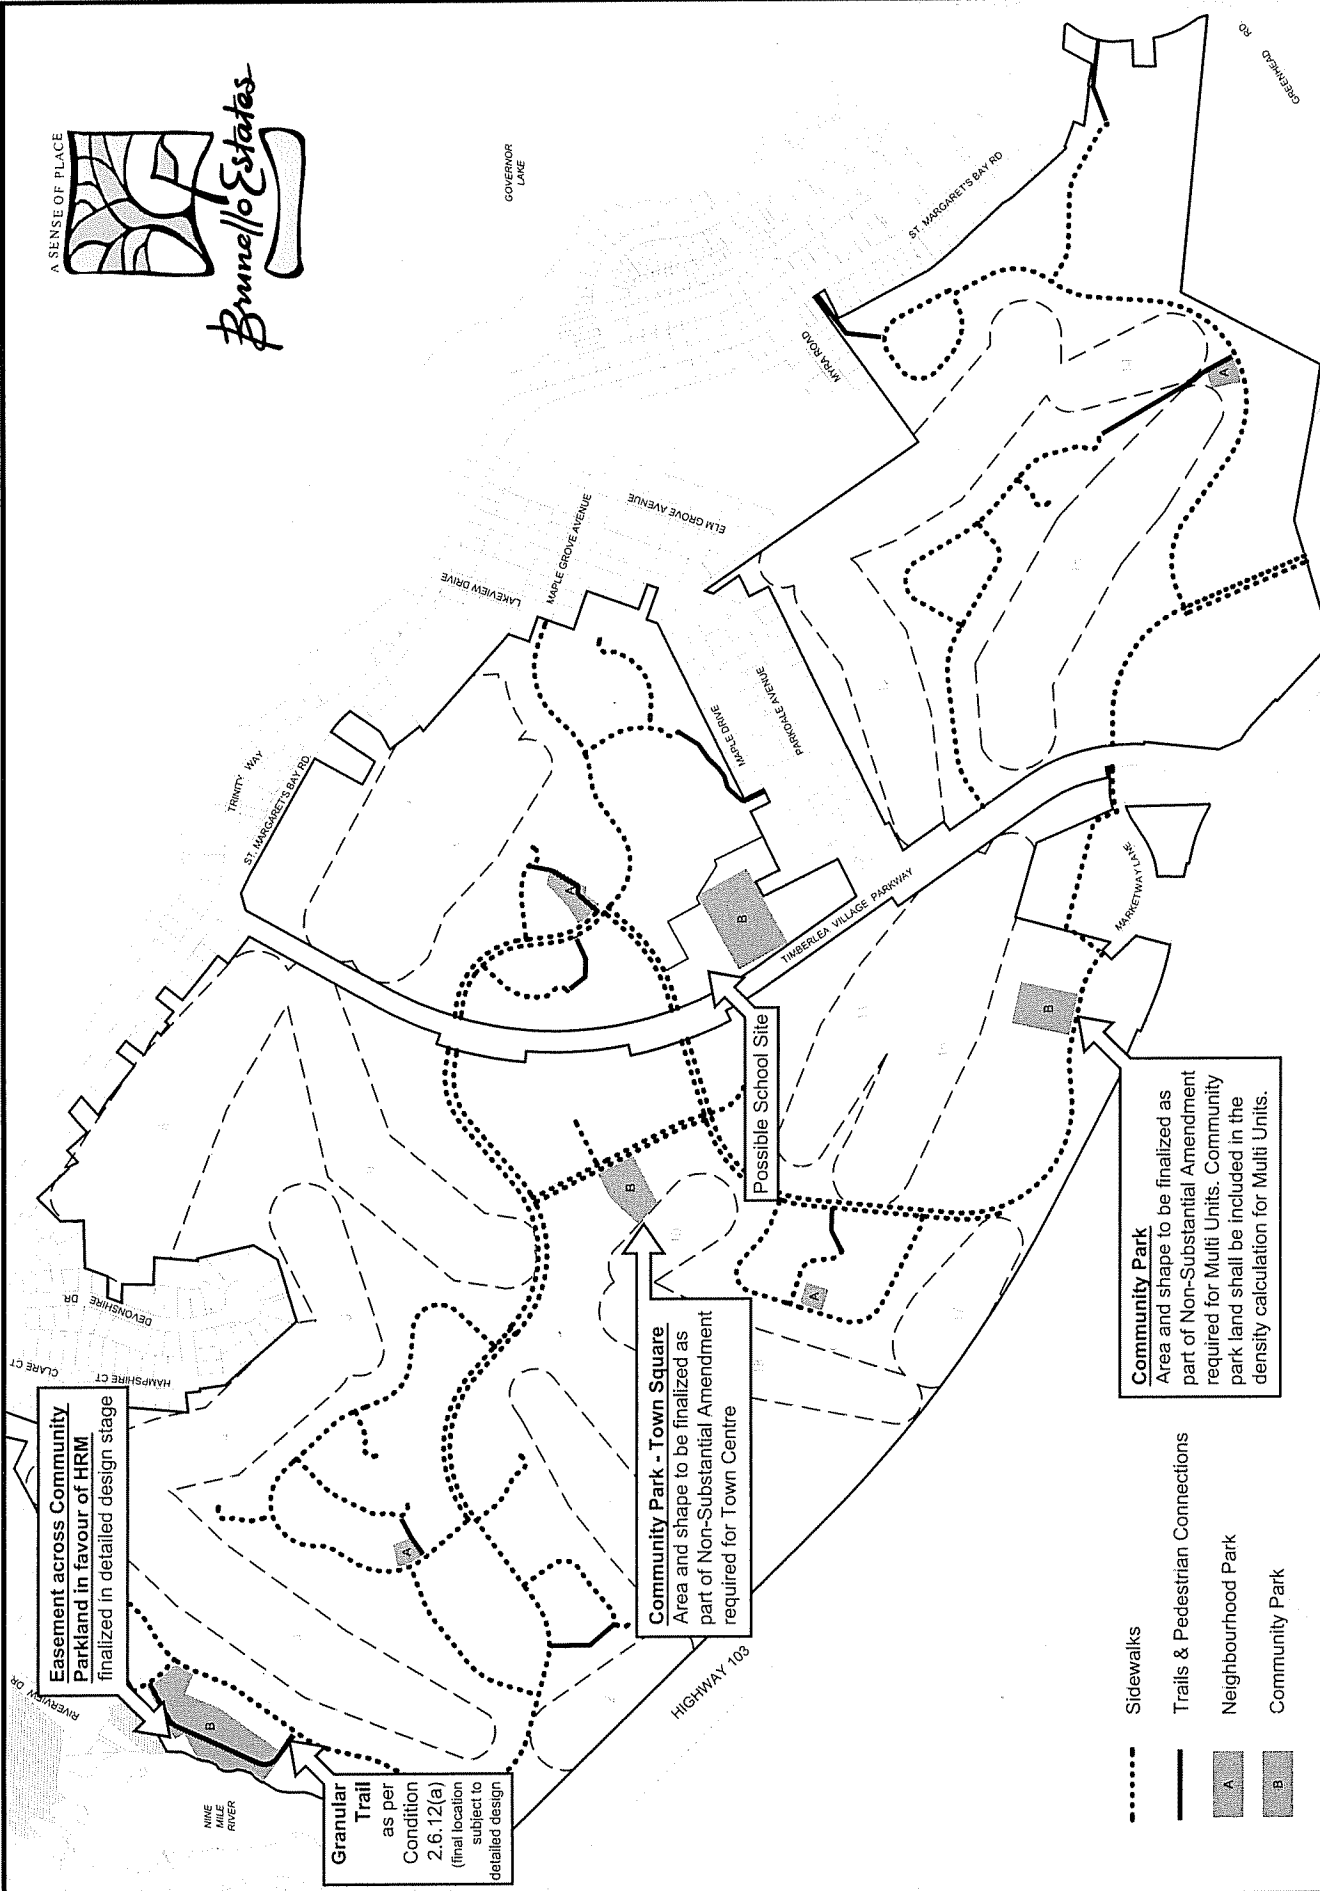 A SENSE OF PLACE
Brunello Estates
GOVERNOR
LAKE
GREENHEAD
RD
ST. MARGARET'S BAY RD
MYRA ROAD
ELM GROVE AVENUE
MAPLE GROVE AVENUE
LAKEVIEW DRIVE
PARKDALE AVENUE
MAPLE DRIVE
TRINITY WAY
ST. MARGARET'S BAY RD
TIMBERLEA VILLAGE PARKWAY
MARKETWAY LANE
DEVONSHIRE DR
HAMPSHIRE CT
CLARE CT
RIVERVIEW DR
NINE
MILE
RIVER
HIGHWAY 103
A
A
A
A
B
B
B
B
Possible School Site
Easement across Community
Parkland in favour of HRM
finalized in detailed design stage
Granular
Trail
as per
Condition
2.6.12(a)
(final location
subject to
detailed design
Community Park - Town Square
Area and shape to be finalized as
part of Non-Substantial Amendment
required for Town Centre
Community Park
Area and shape to be finalized as
part of Non-Substantial Amendment
required for Multi Units. Community
park land shall be included in the
density calculation for Multi Units.
Sidewalks
Trails & Pedestrian Connections
A Neighbourhood Park
B Community Park